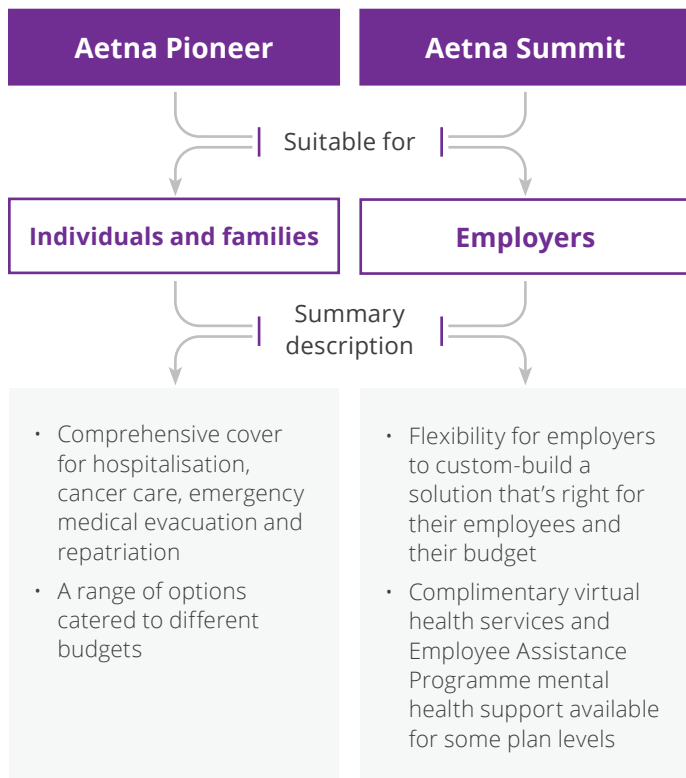 Aetna Pioneer
Aetna Summit
Suitable for
Individuals and families
Employers
Summary
description
• Comprehensive cover
for hospitalisation,
cancer care, emergency
medical evacuation and
repatriation
• A range of options
catered to different
budgets
• Flexibility for employers
to custom-build a
solution that's right for
their employees and
their budget
• Complimentary virtual
health services and
Employee Assistance
Programme mental
health support available
for some plan levels